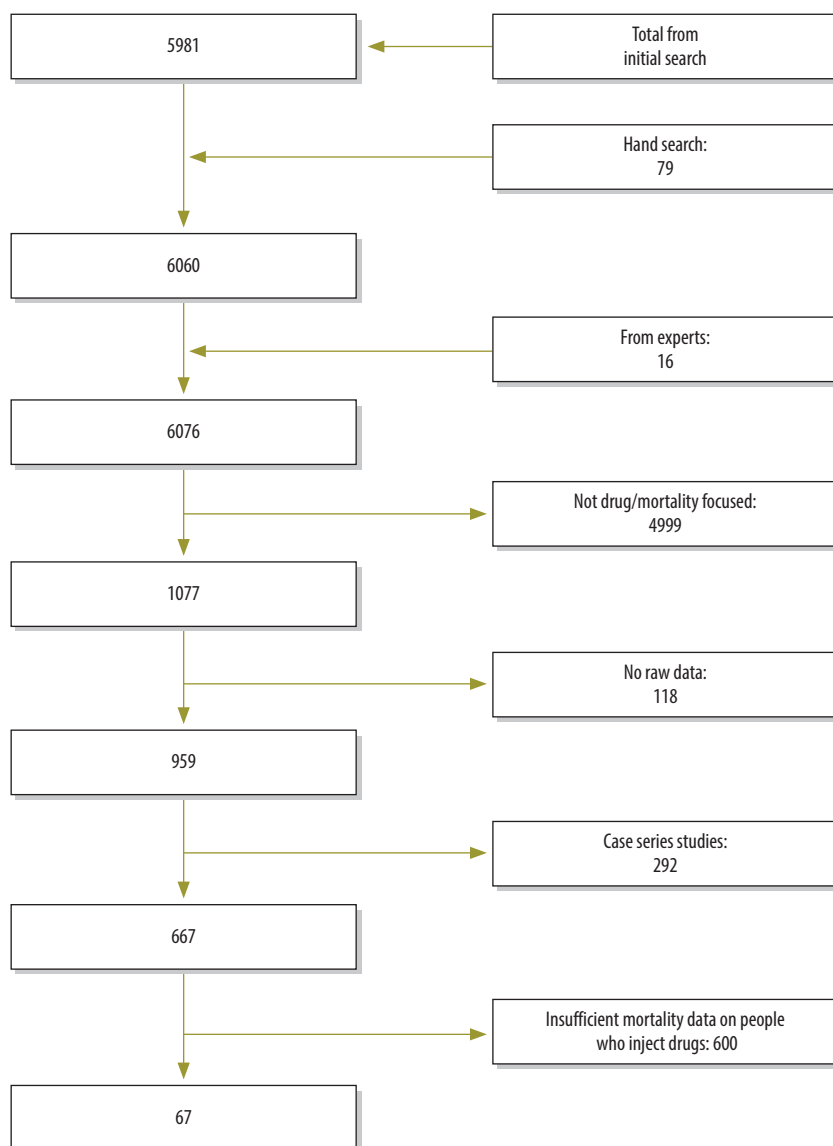 5981
Total from
initial search
Hand search:
79
6060
From experts:
16
6076
Not drug/mortality focused:
4999
1077
No raw data:
118
959
Case series studies:
292
667
Insufficient mortality data on people
who inject drugs: 600
67